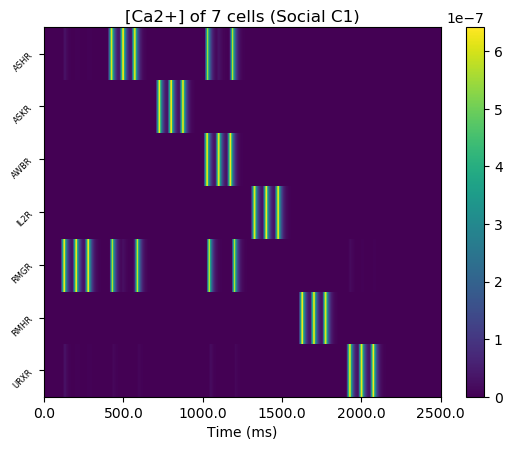 [Ca2+] of 7 cells (Social C1)
1e−7
ASHR
ASKR
AWBR
IL2R
RMGR
RMHR
URXR
0.0 500.0 1000.0 1500.0 2000.0 2500.0
Time (ms)
6
5
4
3
2
1
0